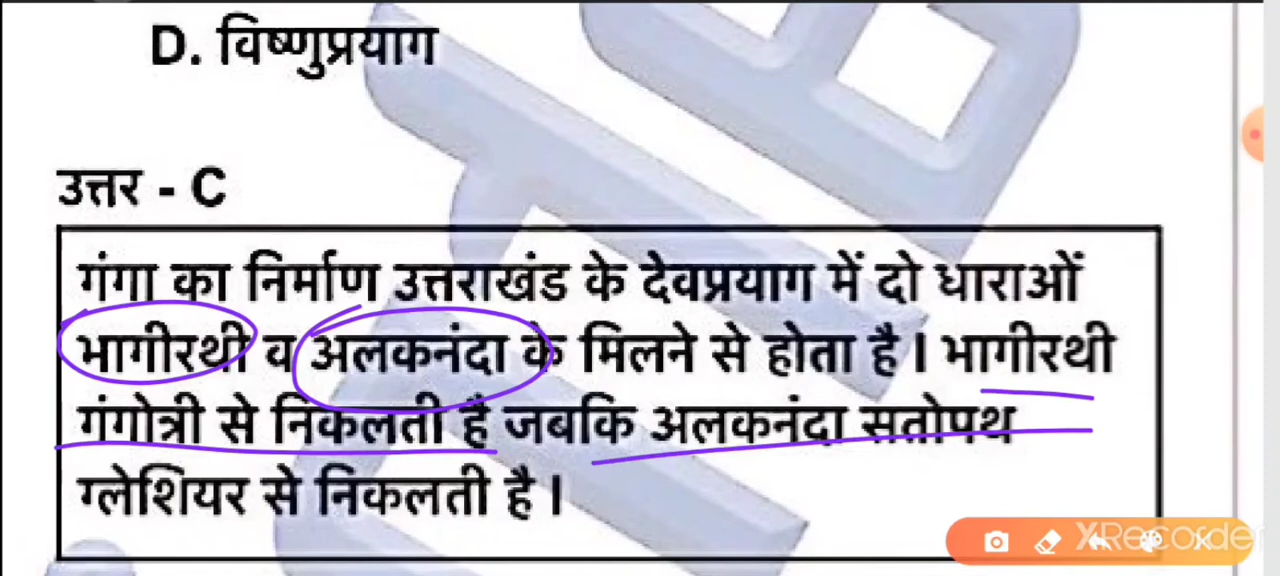 D. विष्णुप्रयाग
उत्तर - C
गंगा का निर्माण उत्तराखंड के देवप्रयाग में दो धाराओं
भागीरथी व अलकनंदा के मिलने से होता है। भागीरथी
गंगोत्री से निकलती है जबकि अलकनंदा सतोपथ
ग्लेशियर से निकलती है।
XRecorder